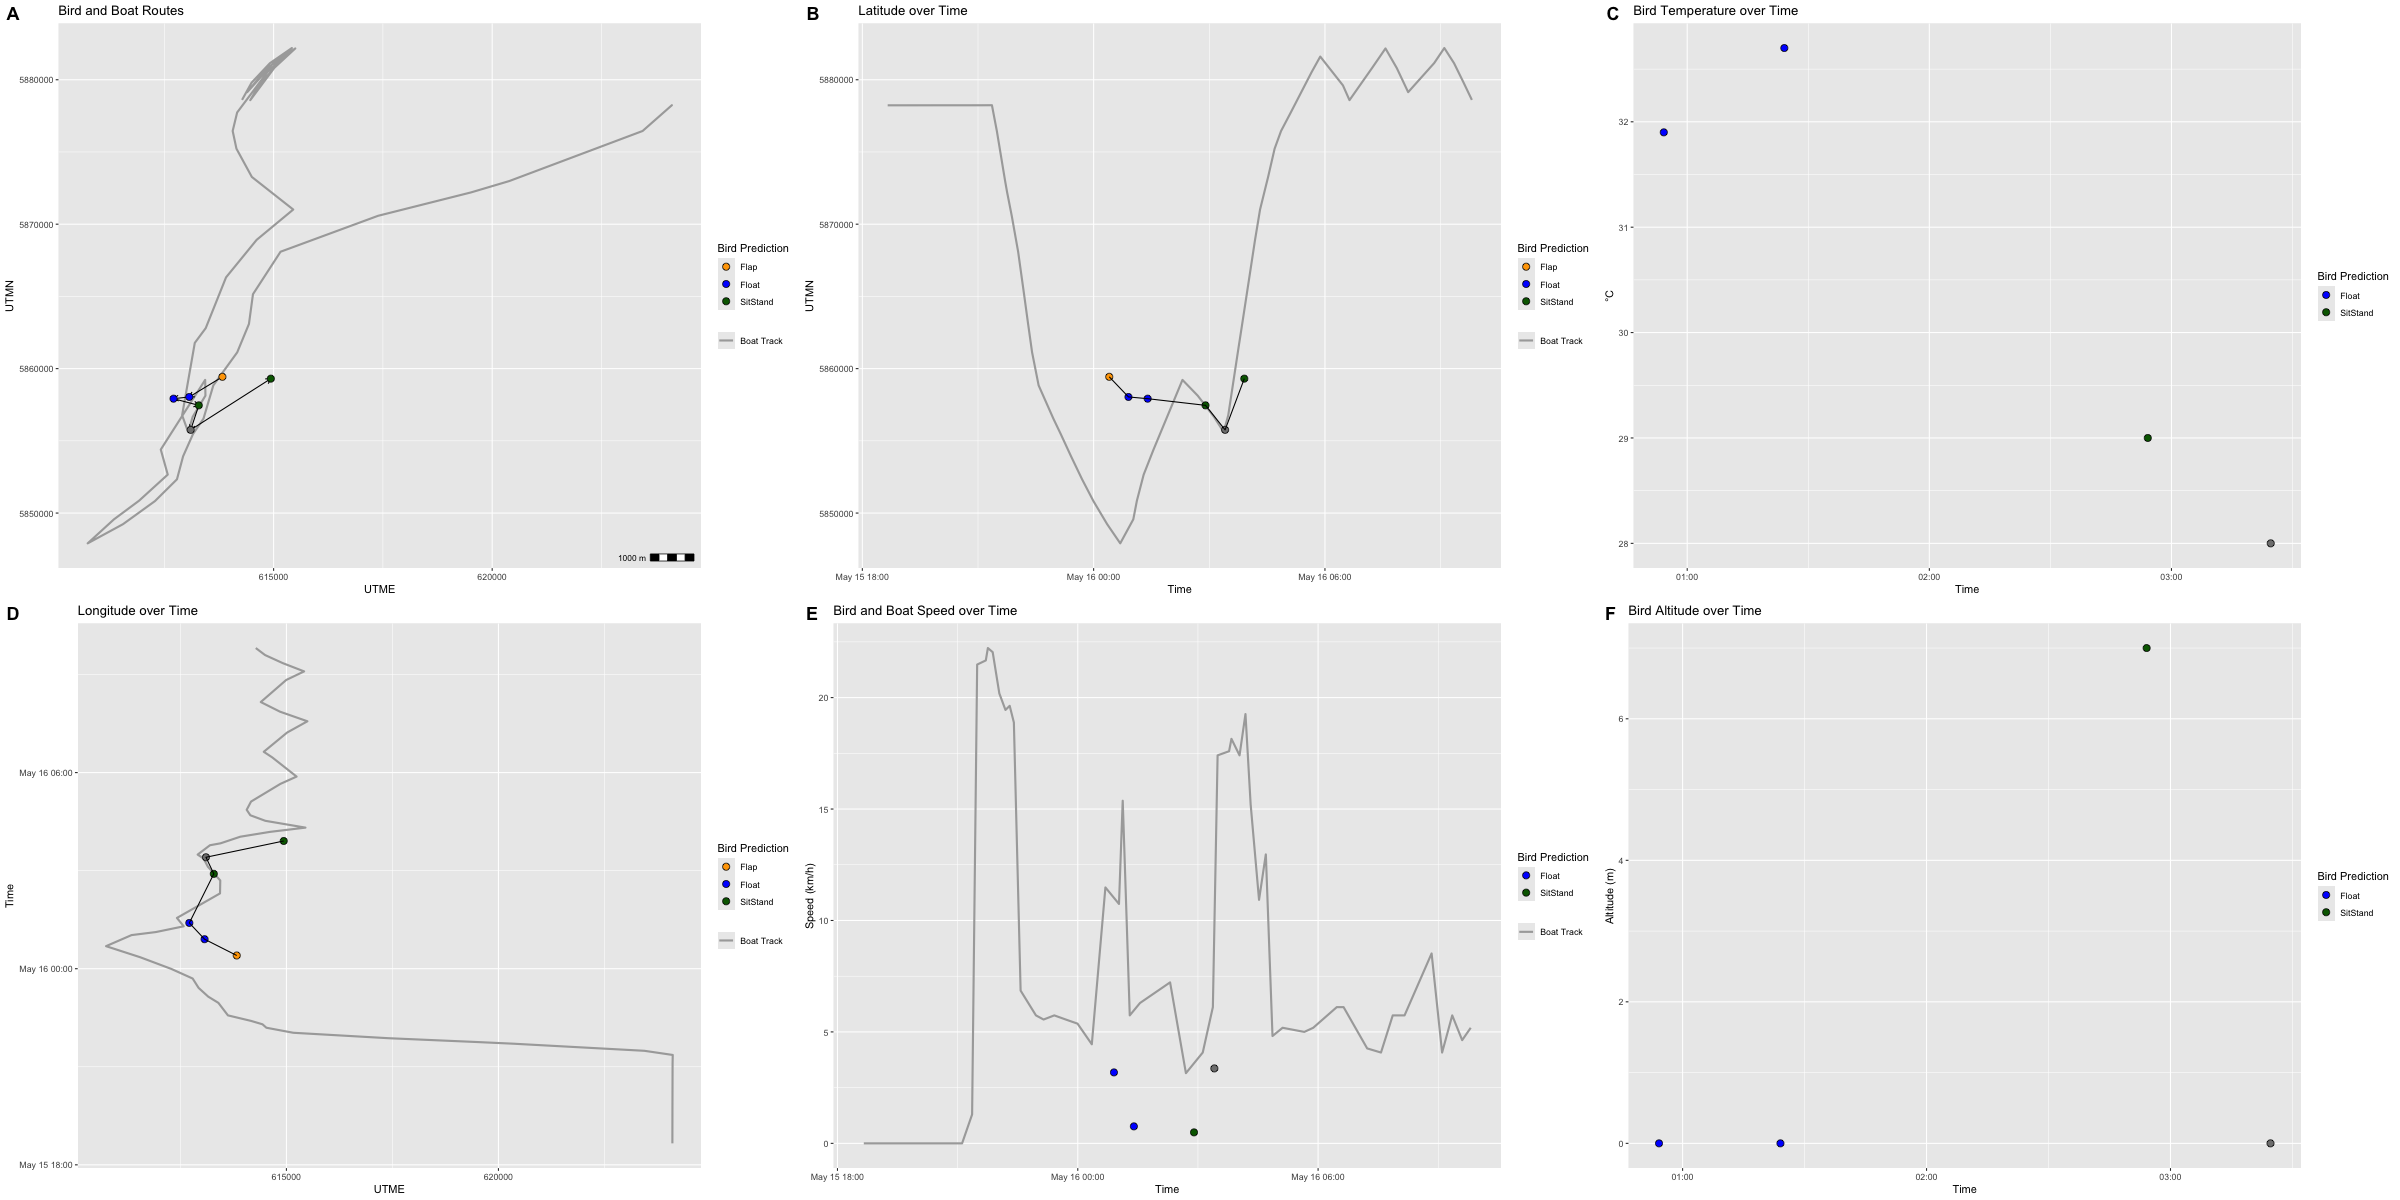 A
Bird and Boat Routes
UTMN
5880000
5870000
5860000
5850000
615000
620000
UTME
1000 m
Bird Prediction
Flap
Float
SitStand
Boat Track
B
Latitude over Time
UTMN
5880000
5870000
5860000
5850000
May 15 18:00
May 16 00:00
May 16 06:00
Time
Bird Prediction
Flap
Float
SitStand
Boat Track
C
Bird Temperature over Time
°C
32
31
30
29
28
01:00
02:00
03:00
Time
Bird Prediction
Float
SitStand
D
Longitude over Time
Time
May 16 06:00
May 16 00:00
May 15 18:00
615000
620000
UTME
Bird Prediction
Flap
Float
SitStand
Boat Track
E
Bird and Boat Speed over Time
Speed (km/h)
20
15
10
5
0
May 15 18:00
May 16 00:00
May 16 06:00
Time
Bird Prediction
Float
SitStand
Boat Track
F
Bird Altitude over Time
Altitude (m)
6
4
2
0
01:00
02:00
03:00
Time
Bird Prediction
Float
SitStand